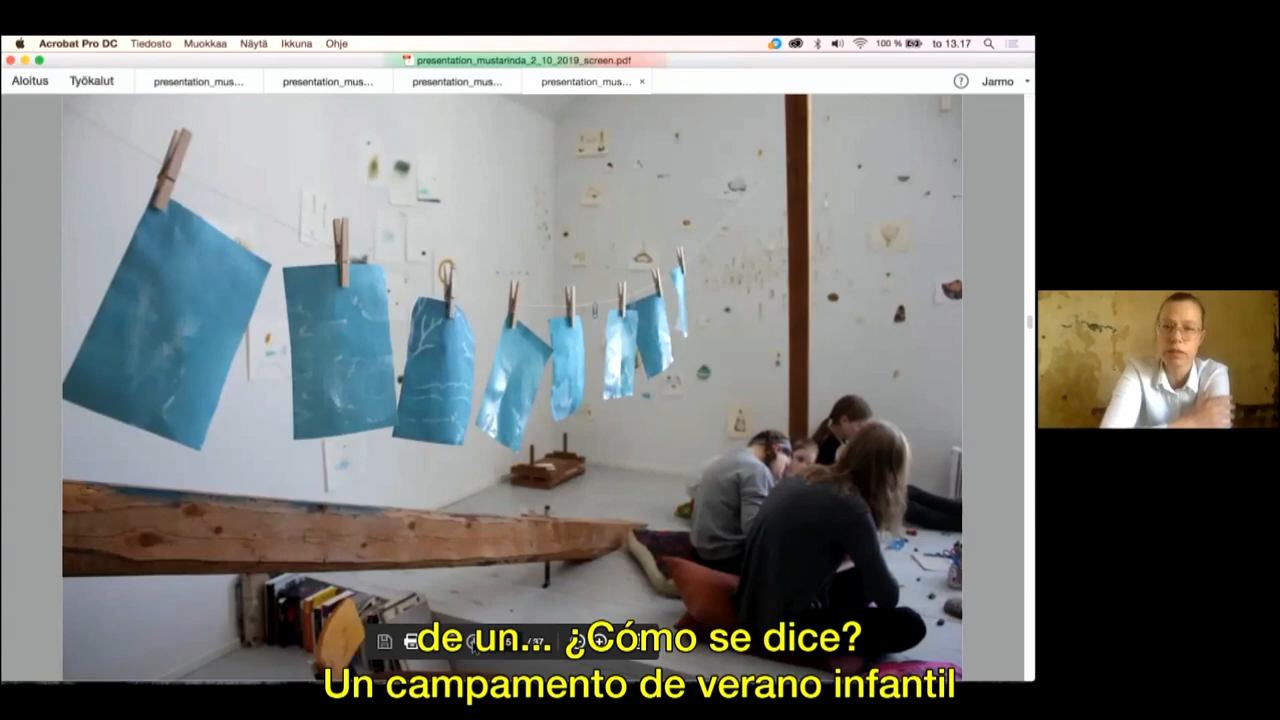 Acrobat Pro DC Tiedosto Muokkaa Näytä Ikkuna Ohje 100 % to 13.17
presentation_mustarinda_2_10_2019_screen.pdf
Aloitus Työkalut presentation_mus... presentation_mus... presentation_mus... presentation_mus... × ? Jarmo
de un... ¿Cómo se dice?
Un campamento de verano infantil